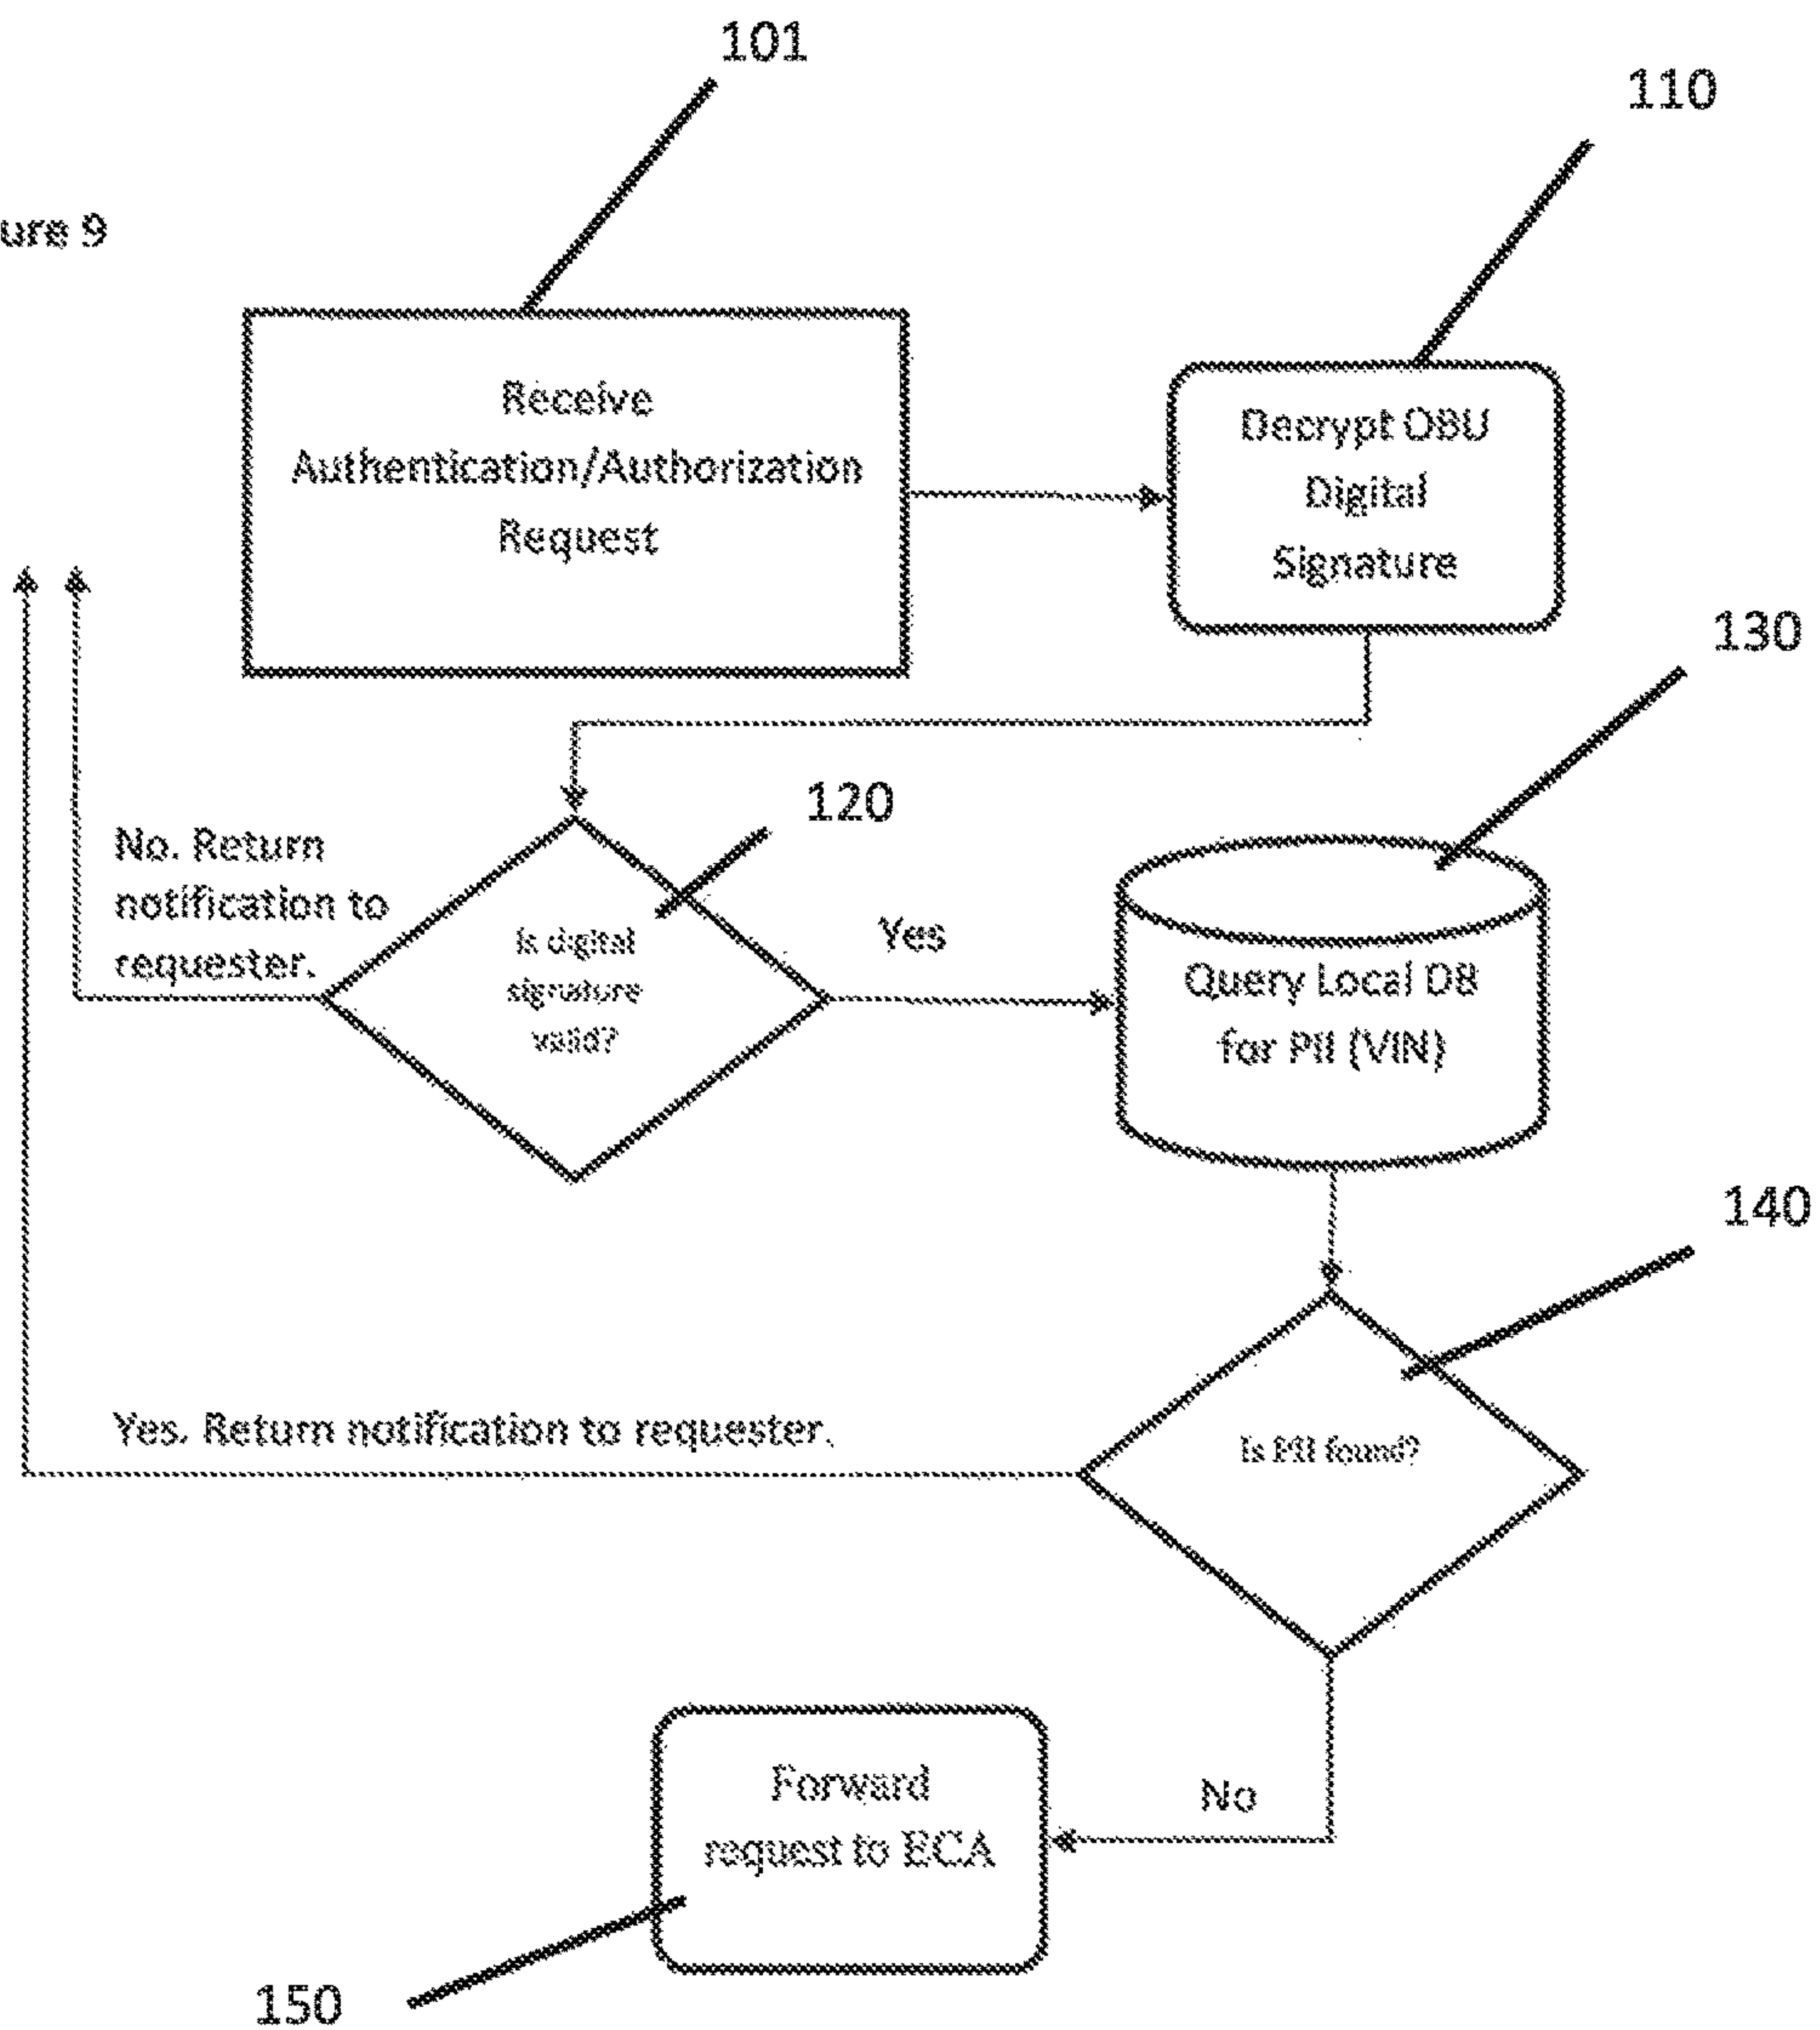 101
110
ure 9
Receive
Authentication/Authorization
Request
Decrypt OBU
Digital
Signature
130
120
No. Return
notification to
requester.
Is digital
signature
valid?
Yes
Query Local DB
for PII (VIN)
140
Yes. Return notification to requester.
Is PII found?
Forward
request to ECA
No
150